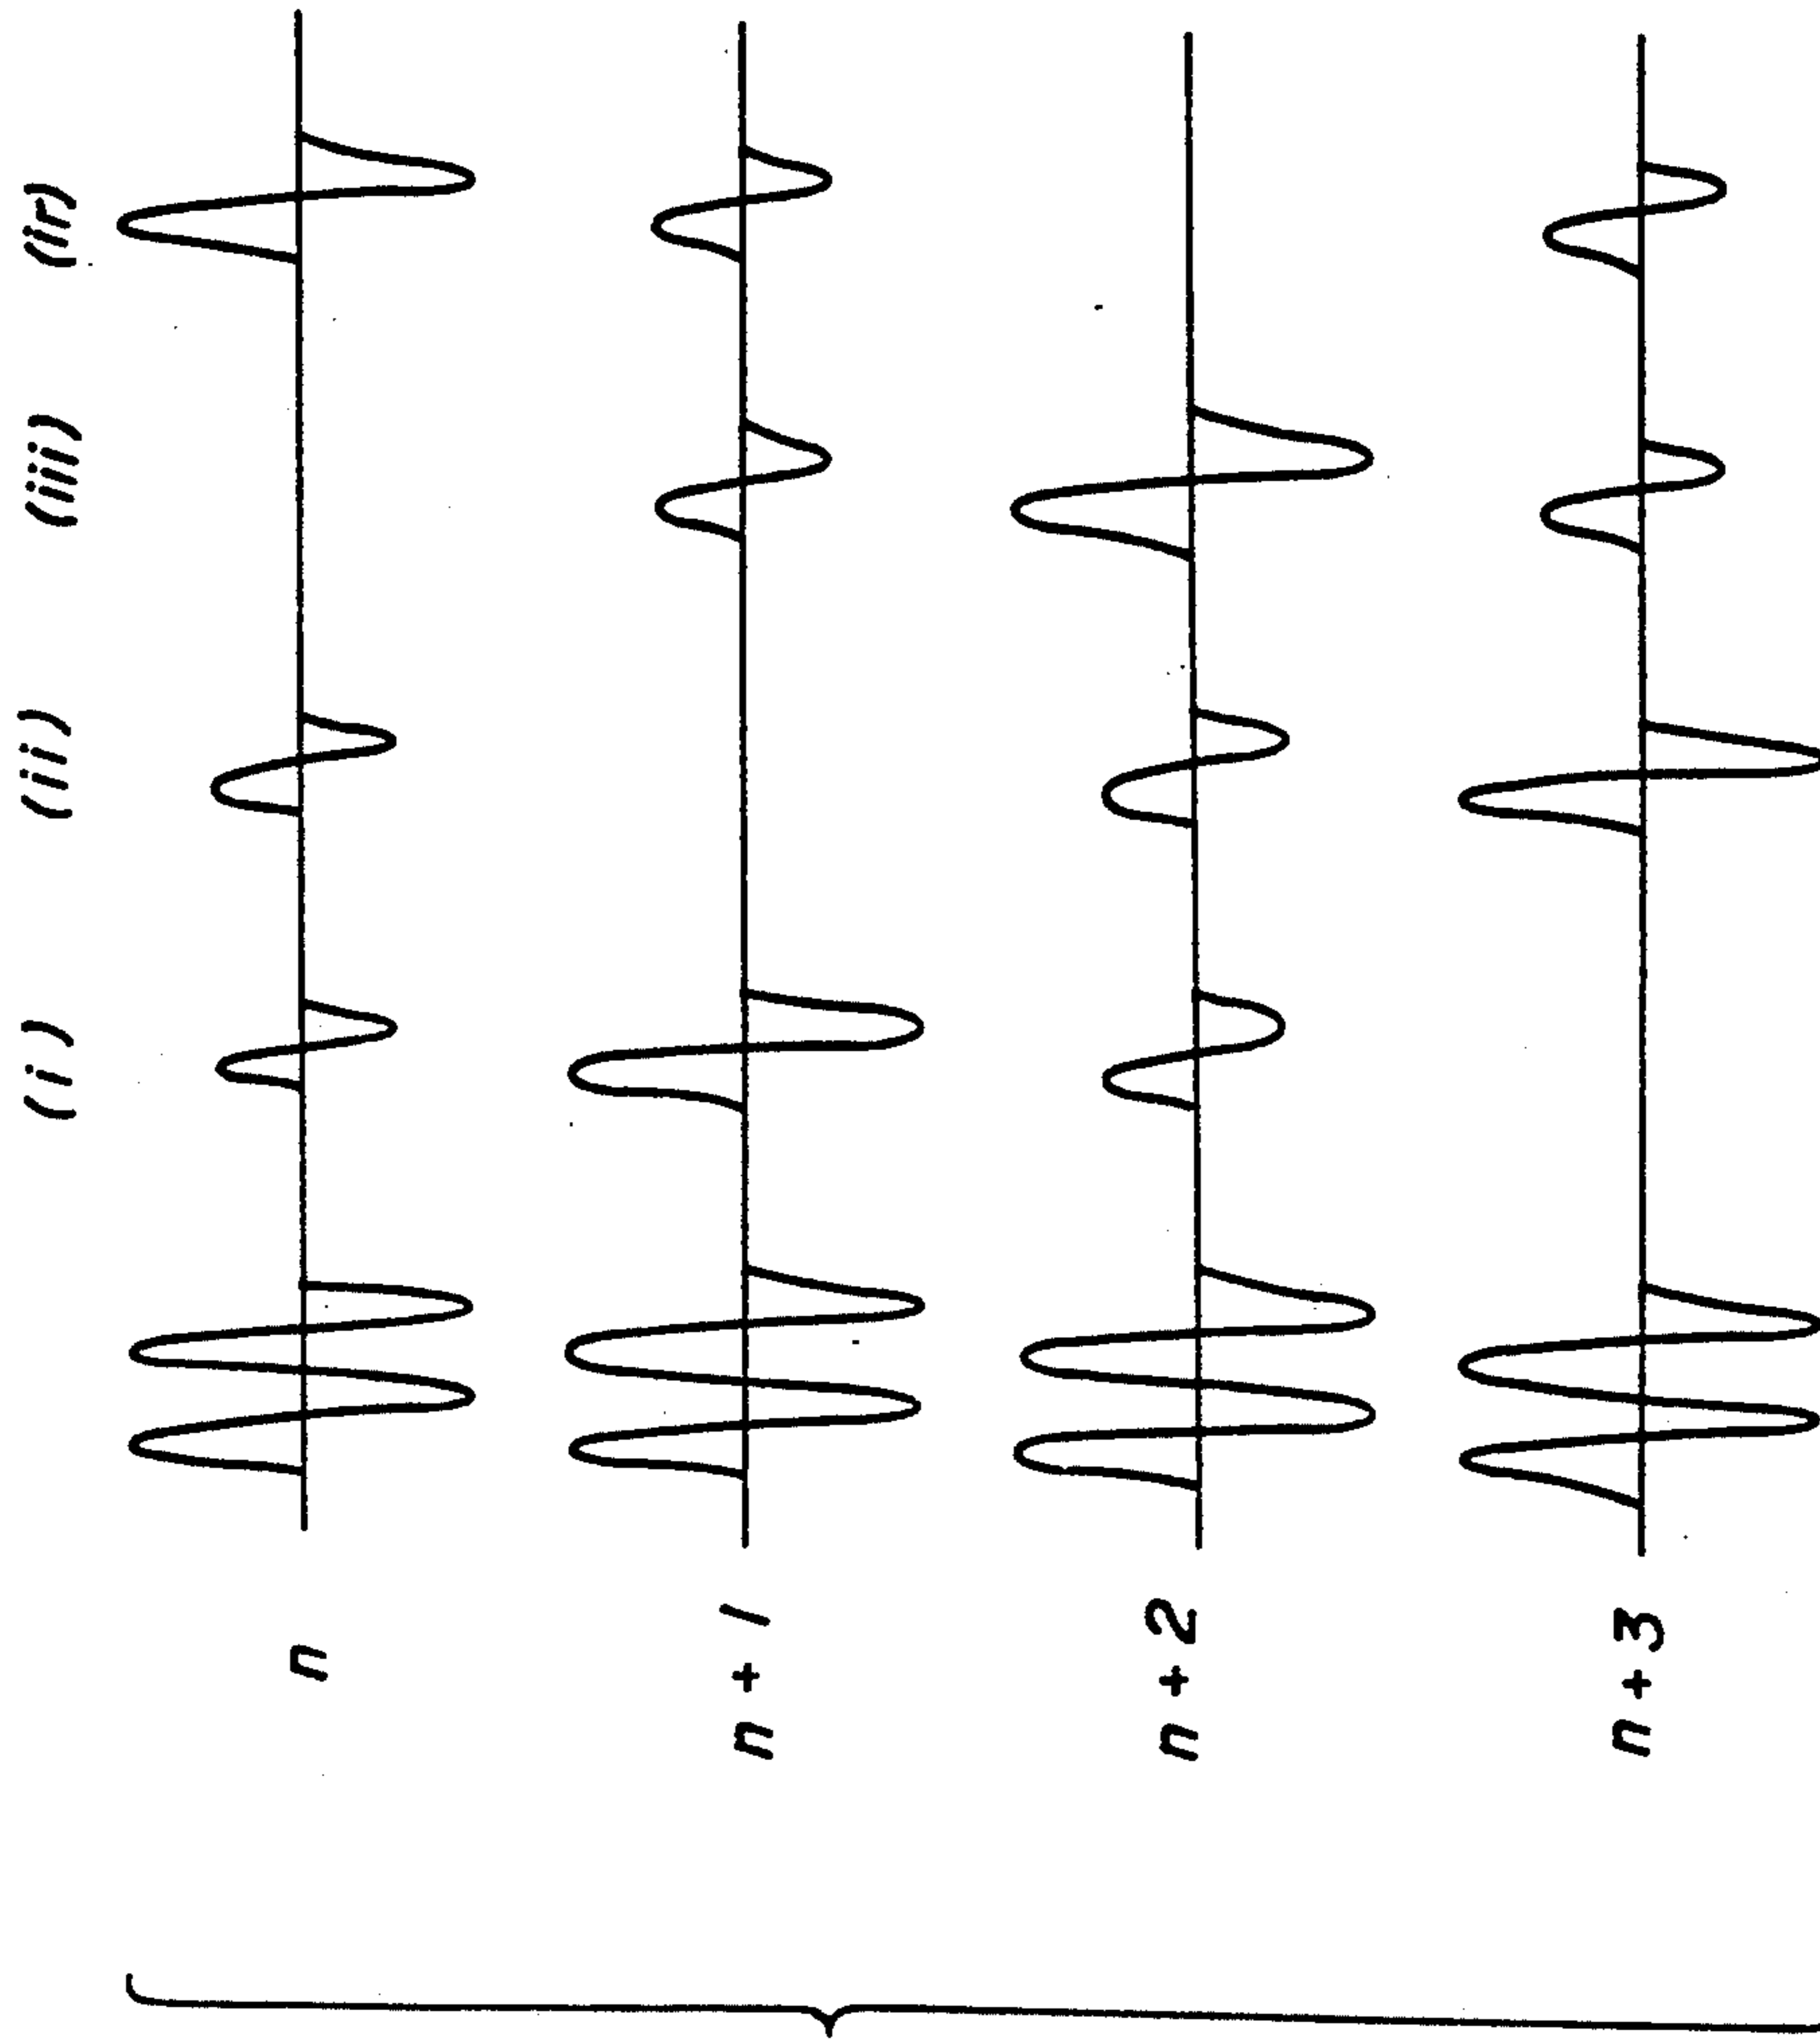 (i) (ii) (iii) (iv)
n
n + 1
n + 2
n + 3